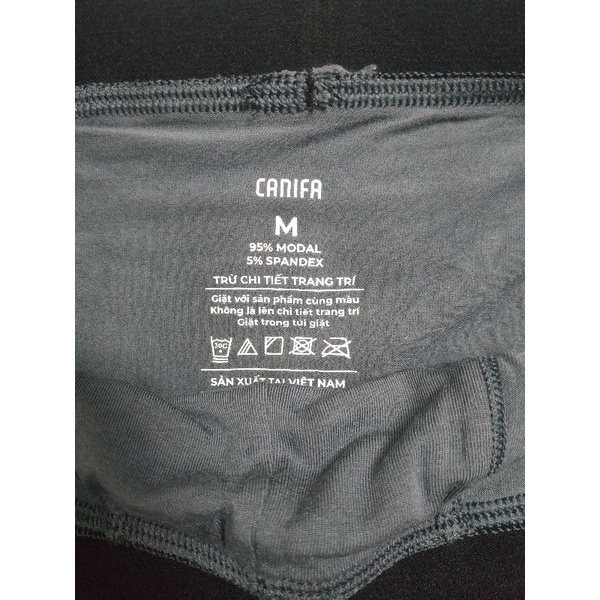 CANIFA
M
95% MODAL
5% SPANDEX
TRỪ CHI TIẾT TRANG TRÍ
Giặt với sản phẩm cùng màu
Không là lên chi tiết trang trí
Giặt trong túi giặt
30C
SẢN XUẤT TẠI VIỆT NAM